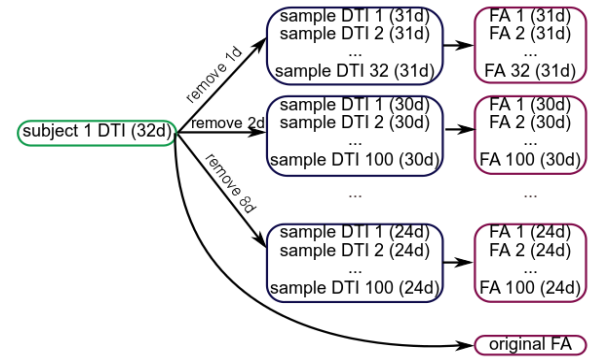 subject 1 DTI (32d)
remove 1d
sample DTI 1 (31d)
sample DTI 2 (31d)
...
sample DTI 32 (31d)
FA 1 (31d)
FA 2 (31d)
...
FA 32 (31d)
remove 2d
sample DTI 1 (30d)
sample DTI 2 (30d)
...
sample DTI 100 (30d)
FA 1 (30d)
FA 2 (30d)
...
FA 100 (30d)
...
...
remove 8d
sample DTI 1 (24d)
sample DTI 2 (24d)
...
sample DTI 100 (24d)
FA 1 (24d)
FA 2 (24d)
...
FA 100 (24d)
original FA